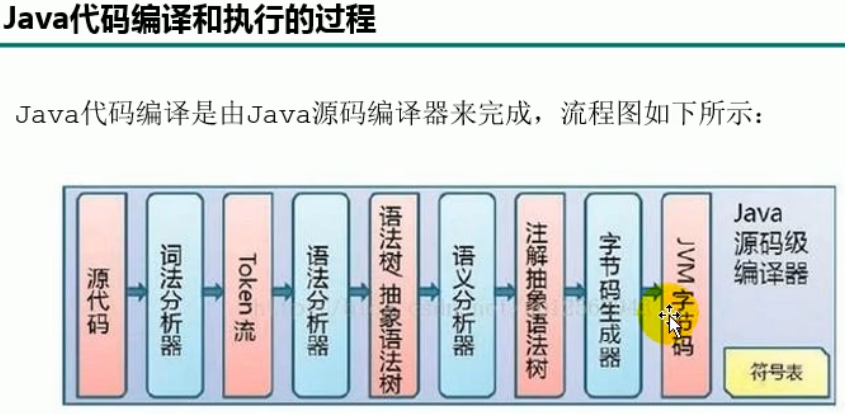 Java代码编译和执行的过程
Java代码编译是由Java源码编译器来完成，流程图如下所示：
源代码
词法分析器
Token流
语法分析器
语法树/抽象语法树
语义分析器
注解抽象语法树
字节码生成器
JVM字节码
Java
源码级
编译器
符号表